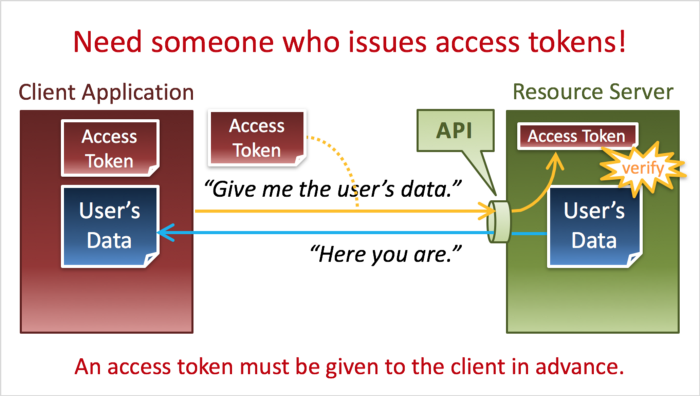 Need someone who issues access tokens!
Client Application
Resource Server
Access
Token
Access
Token
API
Access Token
verify
“Give me the user’s data.”
User’s
Data
User’s
Data
“Here you are.”
An access token must be given to the client in advance.